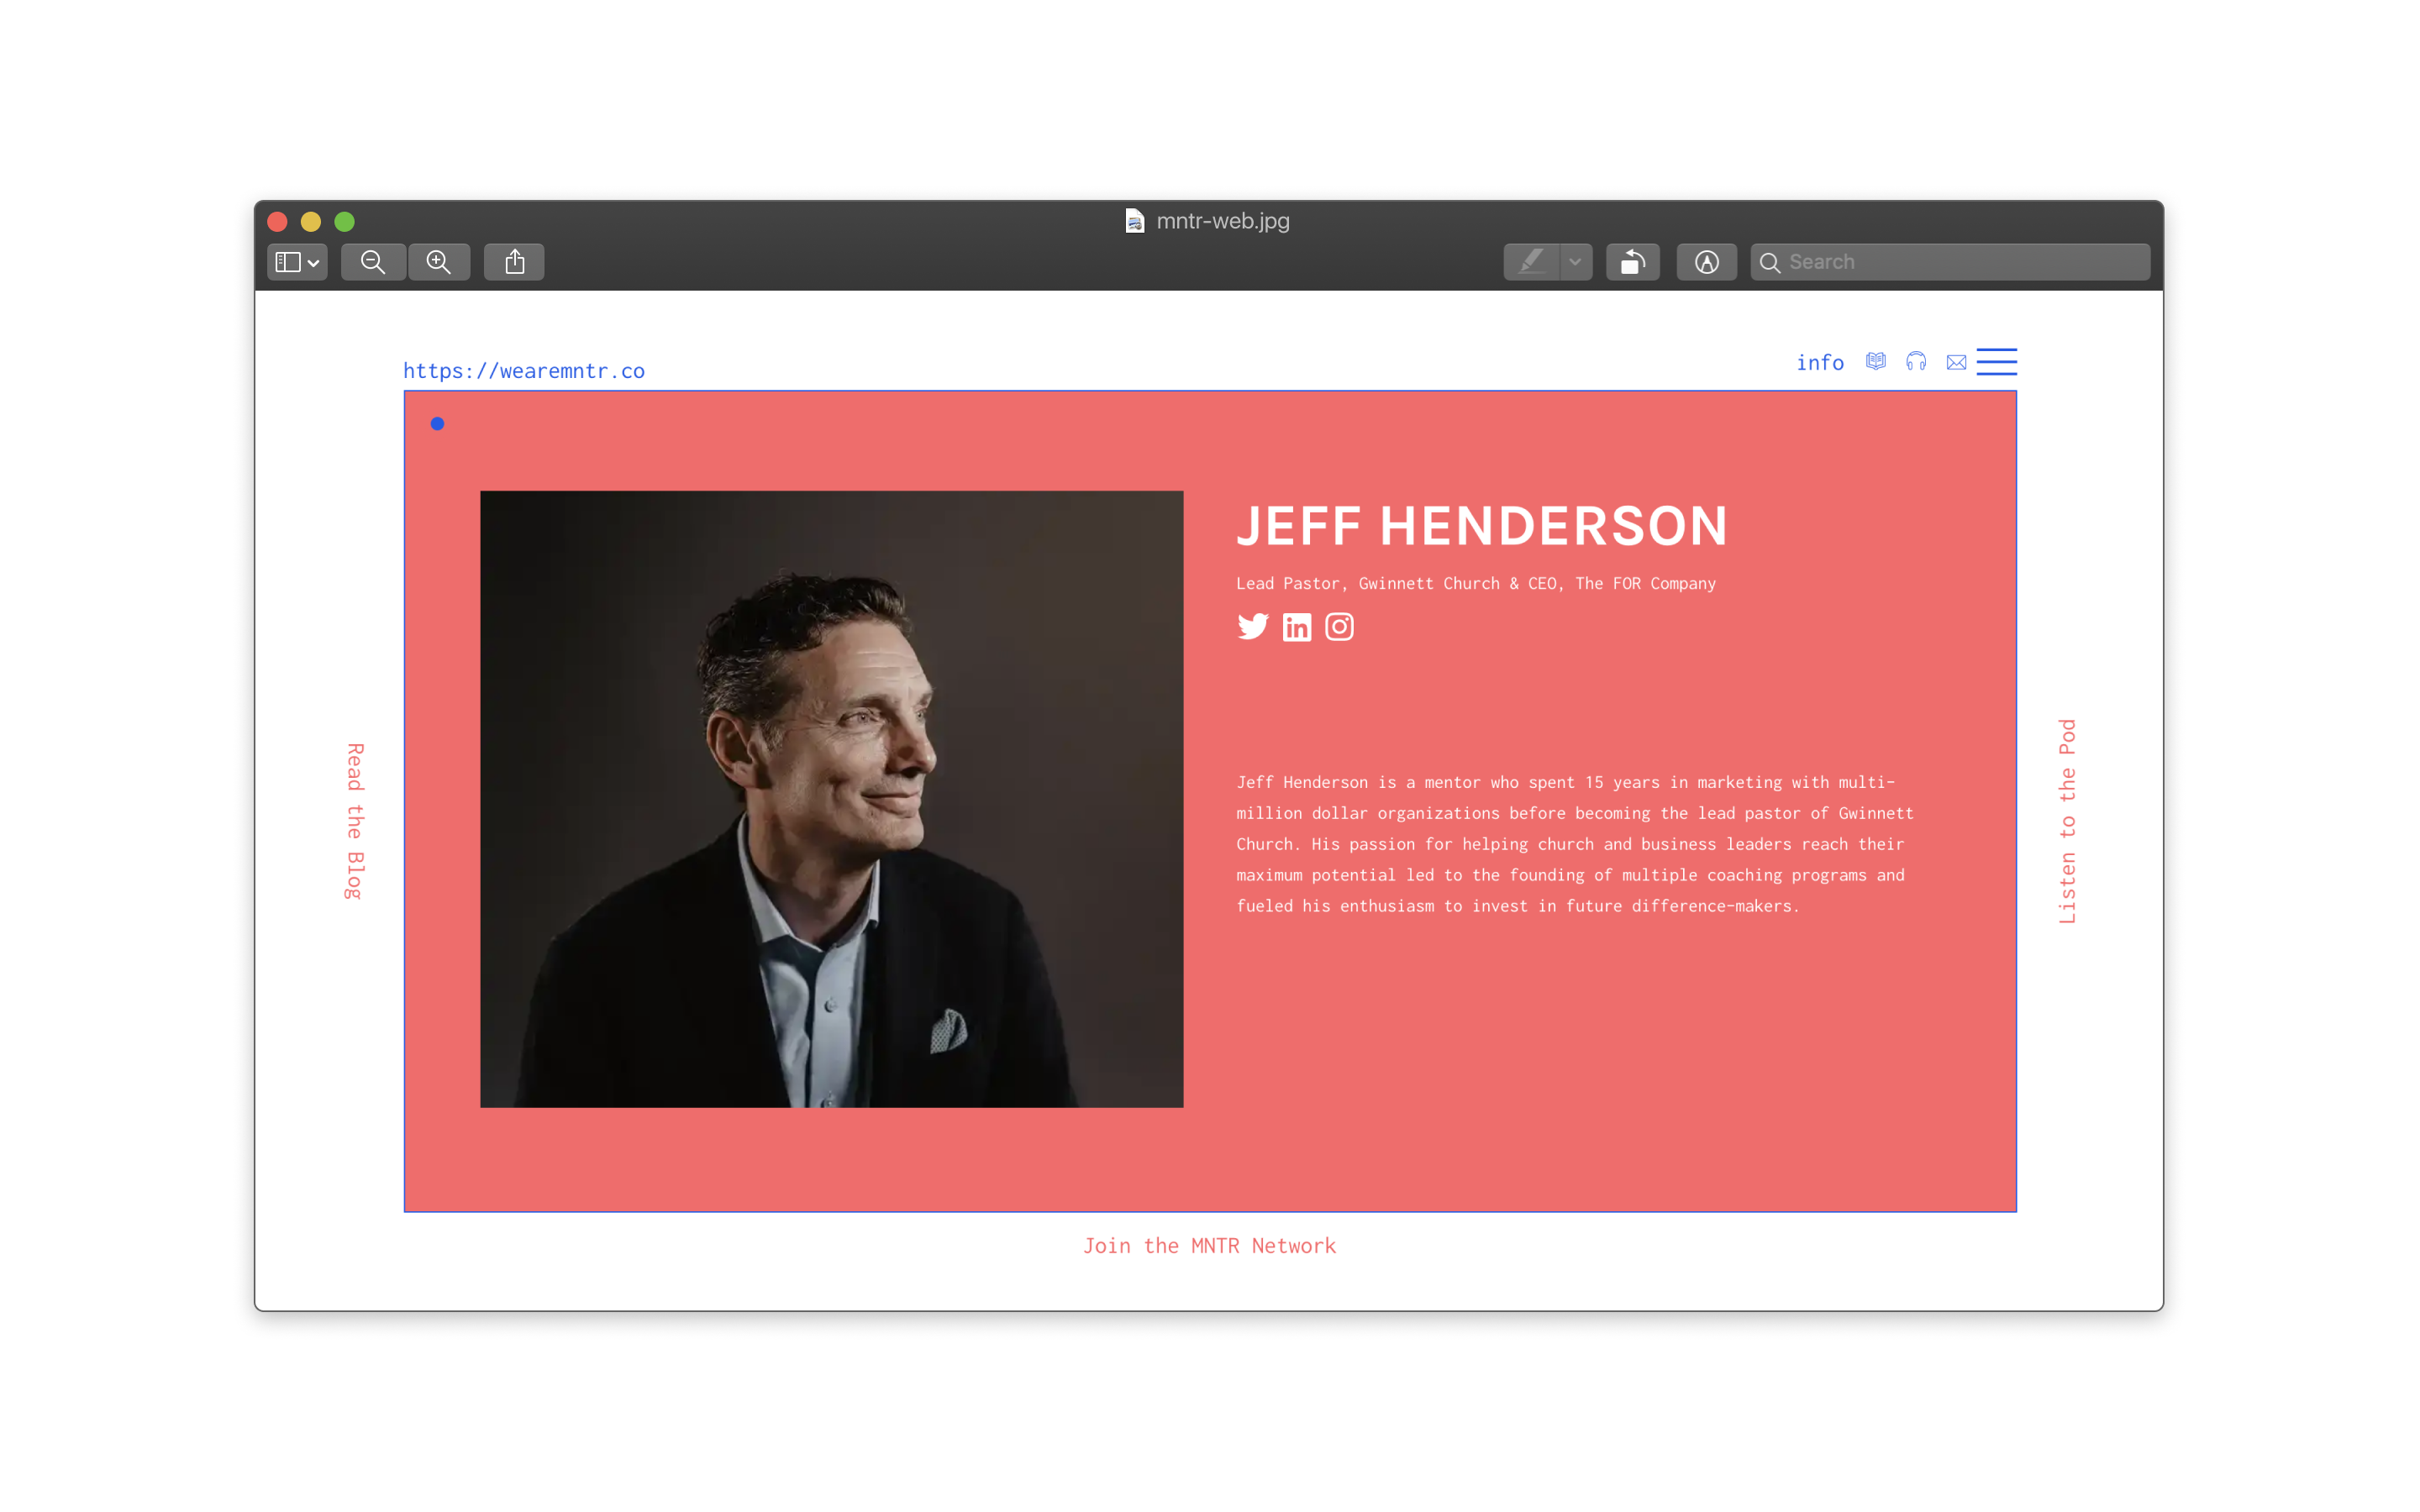 mntr-web.jpg
Search
https://wearemntr.co
info
JEFF HENDERSON
Lead Pastor, Gwinnett Church & CEO, The FOR Company
in
Jeff Henderson is a mentor who spent 15 years in marketing with multi-
million dollar organizations before becoming the lead pastor of Gwinnett
Church. His passion for helping church and business leaders reach their
maximum potential led to the founding of multiple coaching programs and
fueled his enthusiasm to invest in future difference-makers.
Read the Blog
Listen to the Pod
Join the MNTR Network